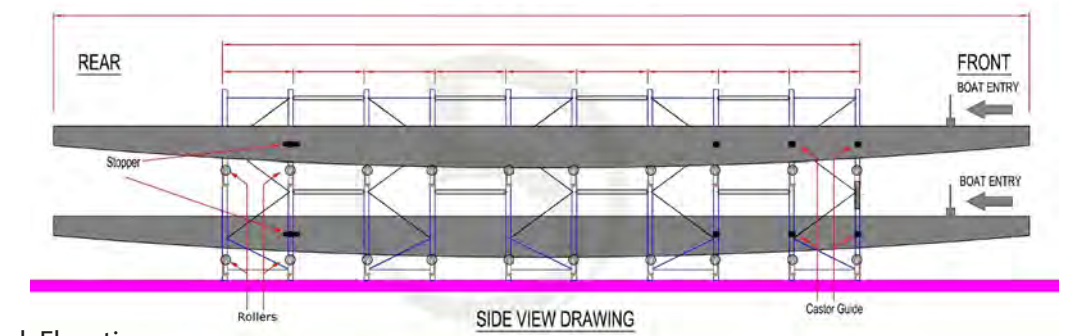 REAR
FRONT
BOAT ENTRY
Stopper
BOAT ENTRY
Rollers
Castor Guide
SIDE VIEW DRAWING